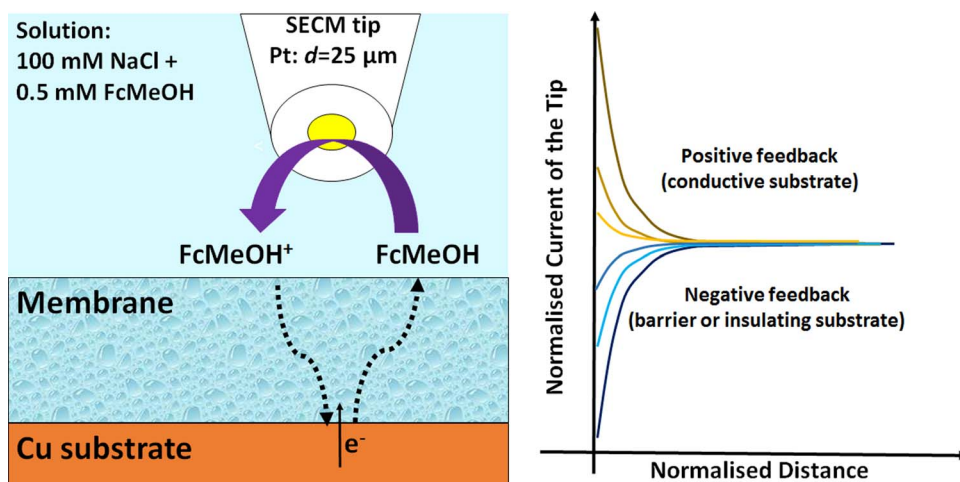 Solution:
100 mM NaCl +
0.5 mM FcMeOH
SECM tip
Pt: d=25 µm
FcMeOH⁺
FcMeOH
Membrane
Cu substrate
e⁻
Normalised Current of the Tip
Positive feedback
(conductive substrate)
Negative feedback
(barrier or insulating substrate)
Normalised Distance